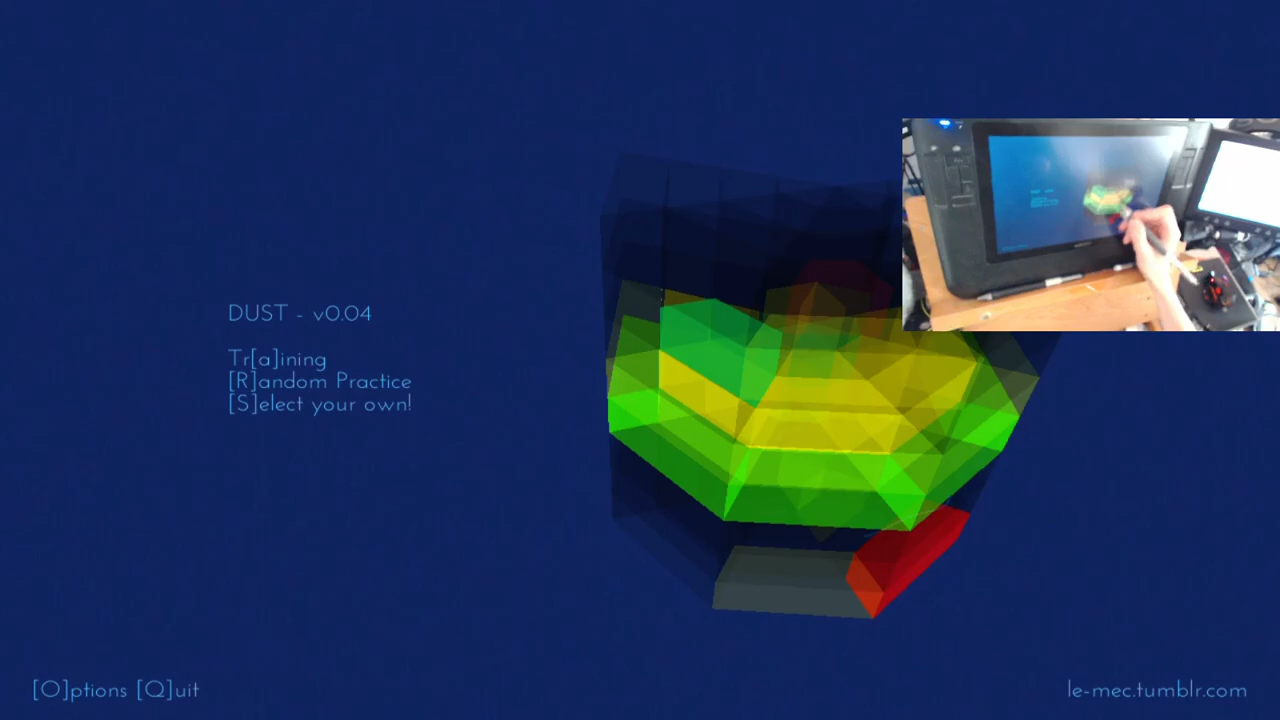 DUST - v0.04
Tr[a]ining
[R]andom Practice
[S]elect your own!
[O]ptions [Q]uit
le-mec.tumblr.com